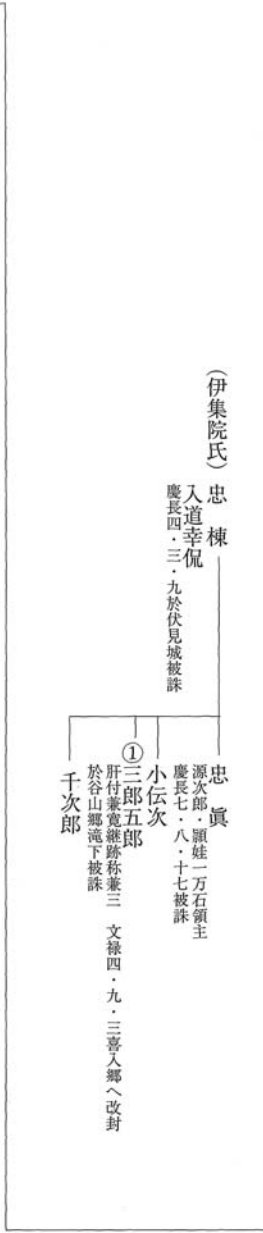 (伊集院氏) 忠棟
入道幸侃
慶長四・三・九於伏見城被誅
忠眞
源次郎・頴娃一万石領主
慶長七・八・十七被誅
小伝次
①三郎五郎
肝付兼寛継跡称兼三 文禄四・九・三喜入郷へ改封
於谷山郷滝下被誅
千次郎